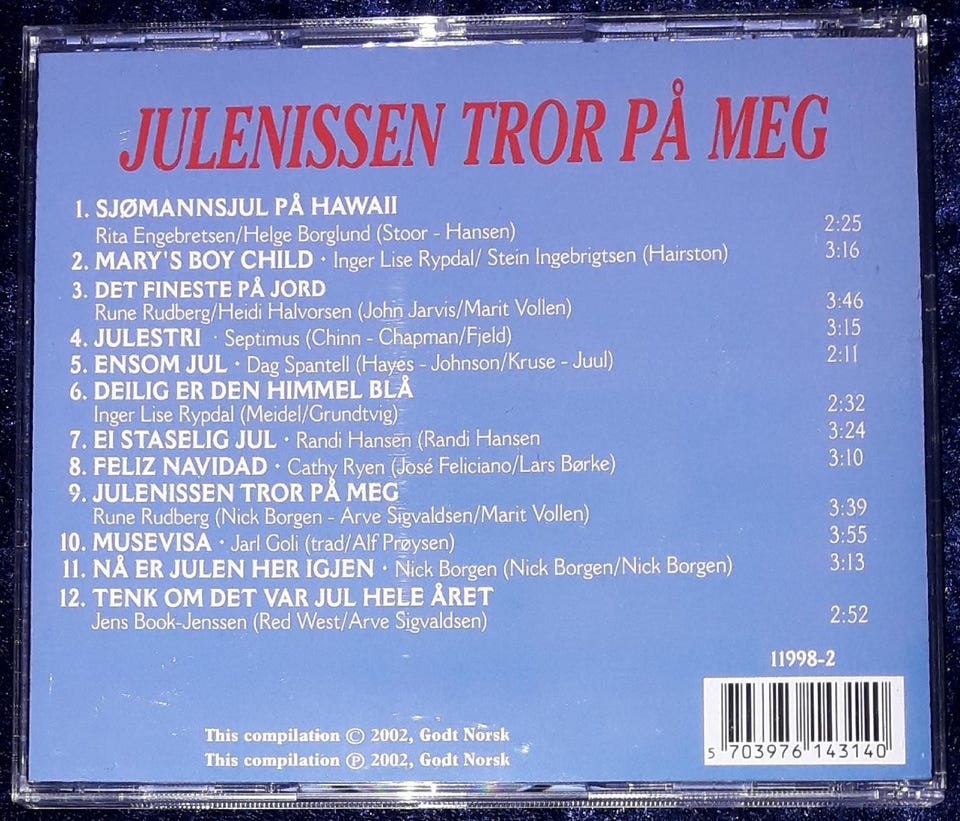 JULENISSEN TROR PÅ MEG
1. SJØMANNSJUL PÅ HAWAII
Rita Engebretsen/Helge Borglund (Stoor - Hansen) 2:25
2. MARY'S BOY CHILD · Inger Lise Rypdal/ Stein Ingebrigtsen (Hairston) 3:16
3. DET FINESTE PÅ JORD
Rune Rudberg/Heidi Halvorsen (John Jarvis/Marit Vollen) 3:46
4. JULESTRI · Septimus (Chinn - Chapman/Fjeld) 3:15
5. ENSOM JUL · Dag Spantell (Hayes - Johnson/Kruse - Juul) 2:11
6. DEILIG ER DEN HIMMEL BLÅ
Inger Lise Rypdal (Meidel/Grundtvig) 2:32
7. EI STASELIG JUL · Randi Hansen (Randi Hansen 3:24
8. FELIZ NAVIDAD · Cathy Ryen (José Feliciano/Lars Børke) 3:10
9. JULENISSEN TROR PÅ MEG
Rune Rudberg (Nick Borgen - Arve Sigvaldsen/Marit Vollen) 3:39
10. MUSEVISA · Jarl Goli (trad/Alf Prøysen) 3:55
11. NÅ ER JULEN HER IGJEN · Nick Borgen (Nick Borgen/Nick Borgen) 3:13
12. TENK OM DET VAR JUL HELE ÅRET
Jens Book-Jenssen (Red West/Arve Sigvaldsen) 2:52
11998-2
This compilation © 2002, Godt Norsk
This compilation ℗ 2002, Godt Norsk
5 703976 143140